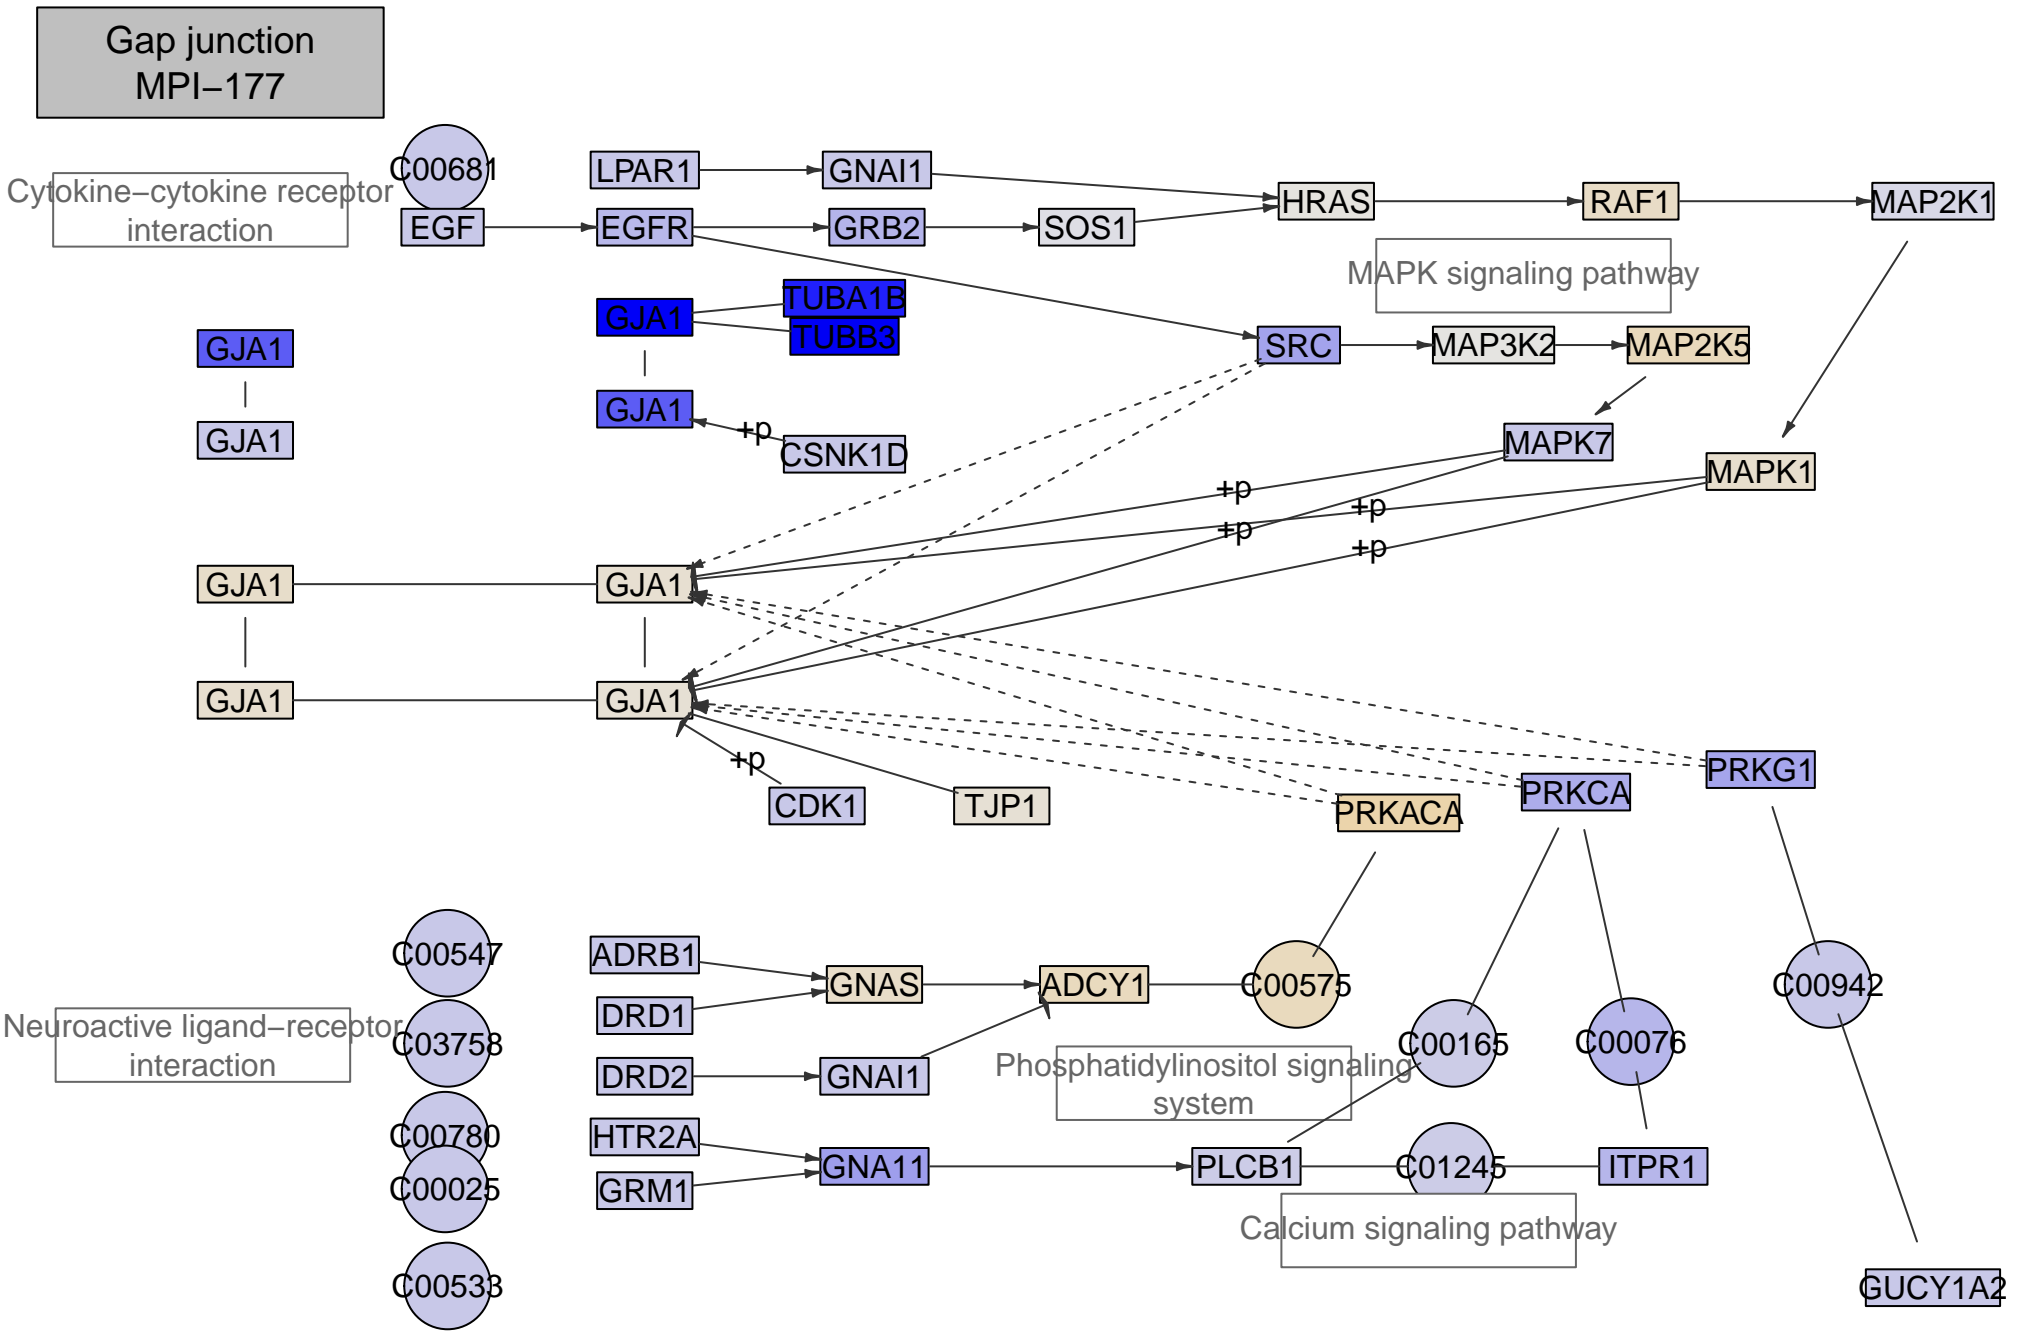 Gap junction
MPI−177
C00681
LPAR1
GNAI1
Cytokine−cytokine receptor
interaction
HRAS
RAF1
MAP2K1
EGF
EGFR
GRB2
SOS1
MAPK signaling pathway
TUBA1B
GJA1
TUBB3
GJA1
SRC
MAP3K2
MAP2K5
GJA1
+p
GJA1
CSNK1D
MAPK7
MAPK1
+p
+p
+p
+p
GJA1
GJA1
GJA1
GJA1
+p
CDK1
TJP1
PRKACA
PRKCA
PRKG1
C00547
ADRB1
GNAS
ADCY1
C00575
C00942
DRD1
Neuroactive ligand−receptor
interaction
C03758
C00165
C00076
DRD2
GNAI1
Phosphatidylinositol signaling
system
C00780
HTR2A
GNA11
PLCB1
C01245
ITPR1
C00025
GRM1
Calcium signaling pathway
C00533
GUCY1A2